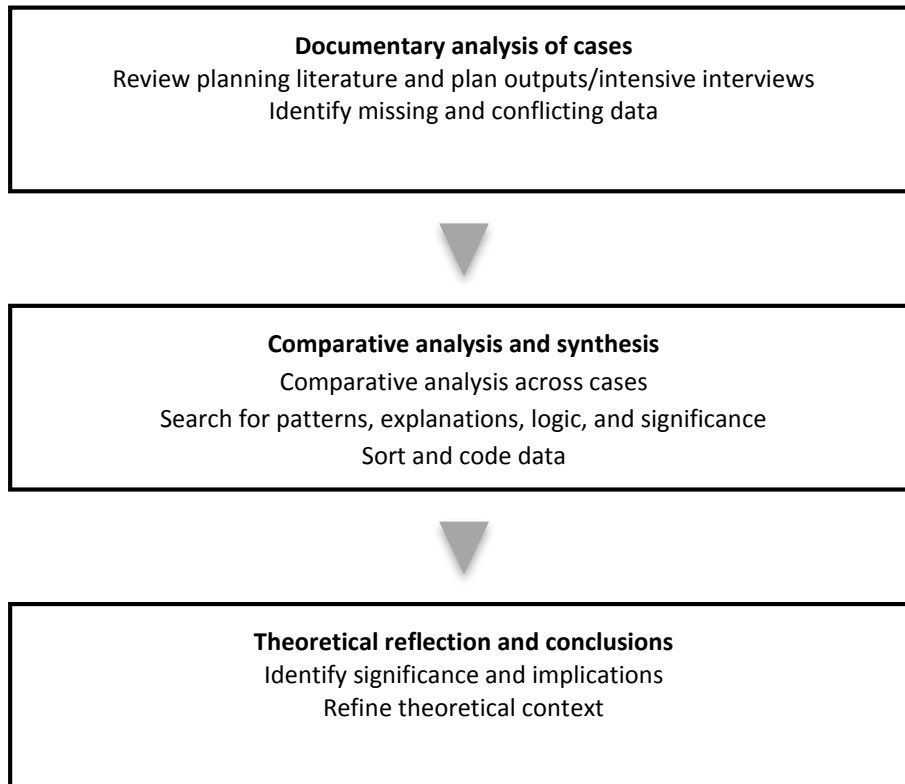 Documentary analysis of cases
Review planning literature and plan outputs/intensive interviews
Identify missing and conflicting data
Comparative analysis and synthesis
Comparative analysis across cases
Search for patterns, explanations, logic, and significance
Sort and code data
Theoretical reflection and conclusions
Identify significance and implications
Refine theoretical context